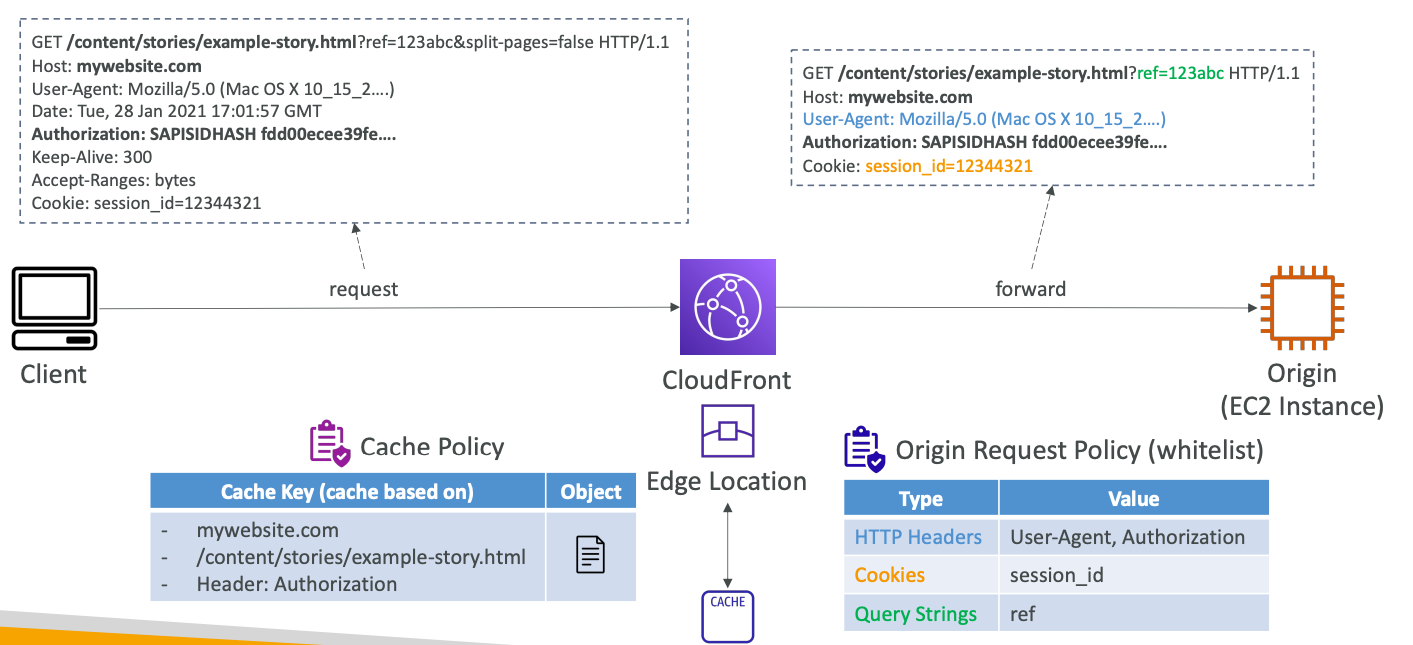 GET /content/stories/example-story.html?ref=123abc&split-pages=false HTTP/1.1
Host: mywebsite.com
User-Agent: Mozilla/5.0 (Mac OS X 10_15_2....)
Date: Tue, 28 Jan 2021 17:01:57 GMT
Authorization: SAPISIDHASH fdd00ecee39fe....
Keep-Alive: 300
Accept-Ranges: bytes
Cookie: session_id=12344321
GET /content/stories/example-story.html?ref=123abc HTTP/1.1
Host: mywebsite.com
User-Agent: Mozilla/5.0 (Mac OS X 10_15_2....)
Authorization: SAPISIDHASH fdd00ecee39fe....
Cookie: session_id=12344321
request
forward
Client
CloudFront
Origin
(EC2 Instance)
Cache Policy
Cache Key (cache based on) Object
- mywebsite.com
- /content/stories/example-story.html
- Header: Authorization
Edge Location
CACHE
Origin Request Policy (whitelist)
Type Value
HTTP Headers User-Agent, Authorization
Cookies session_id
Query Strings ref